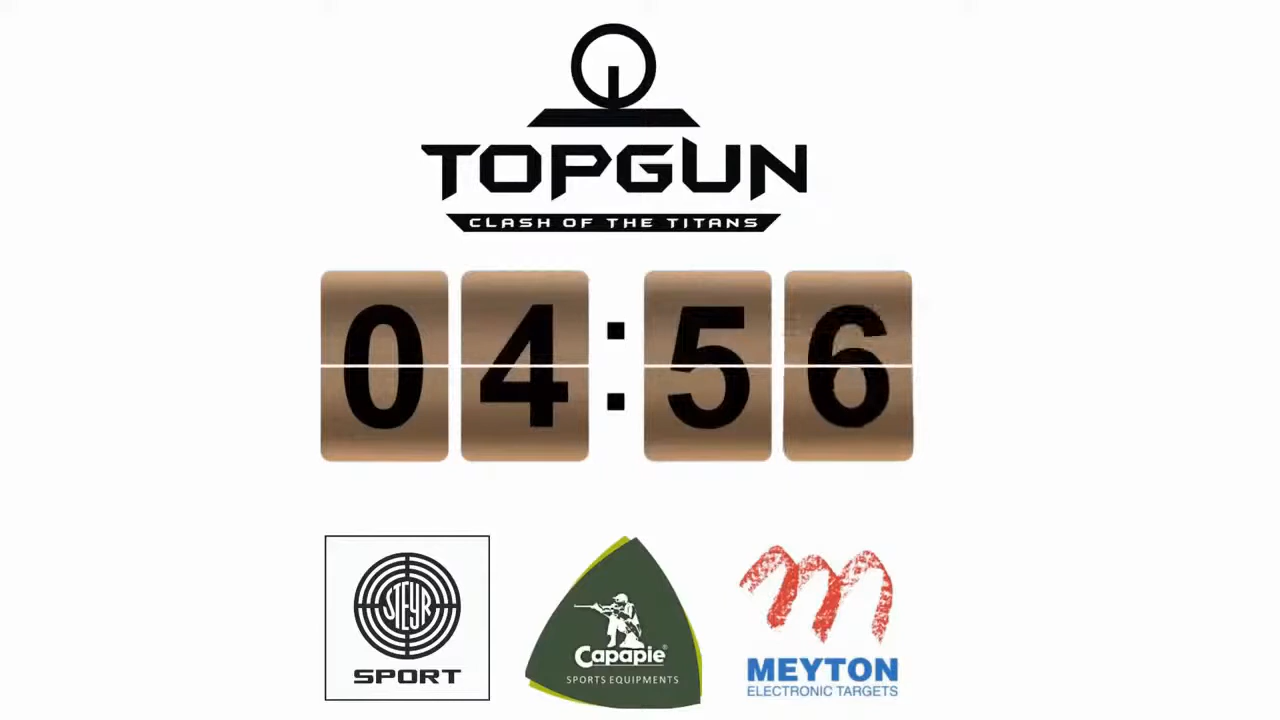 TOPGUN
CLASH OF THE TITANS
04:56
STEYR
SPORT
Capapie®
SPORTS EQUIPMENTS
MEYTON
ELECTRONIC TARGETS